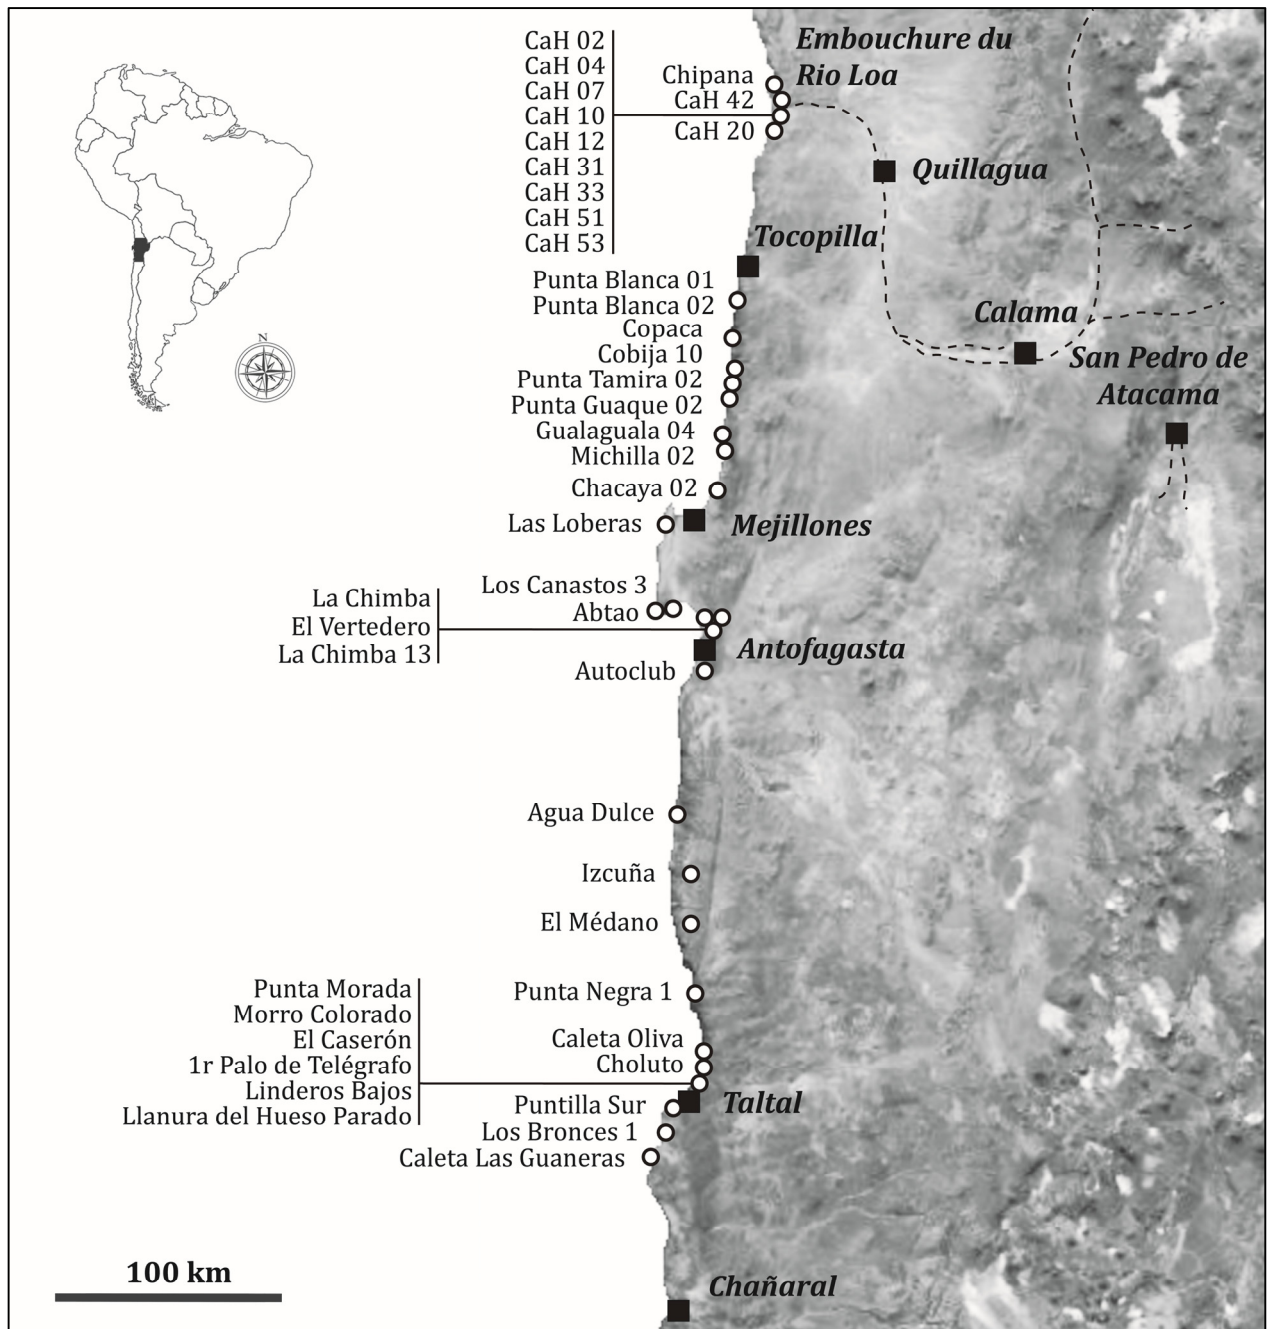 CaH 02
CaH 04
CaH 07
CaH 10
CaH 12
CaH 31
CaH 33
CaH 51
CaH 53
Chipana
CaH 42
CaH 20
Embouchure du
Rio Loa
Quillagua
Tocopilla
Punta Blanca 01
Punta Blanca 02
Copaca
Cobija 10
Punta Tamira 02
Punta Guaque 02
Gualaguala 04
Michilla 02
Chacaya 02
Calama
San Pedro de
Atacama
N
Las Loberas
Mejillones
Los Canastos 3
Abtao
La Chimba
El Vertedero
La Chimba 13
Antofagasta
Autoclub
Agua Dulce
Izcuña
El Médano
Punta Negra 1
Punta Morada
Morro Colorado
El Caserón
1r Palo de Telégrafo
Linderos Bajos
Llanura del Hueso Parado
Caleta Oliva
Choluto
Puntilla Sur
Taltal
Los Bronces 1
Caleta Las Guaneras
100 km
Chañaral